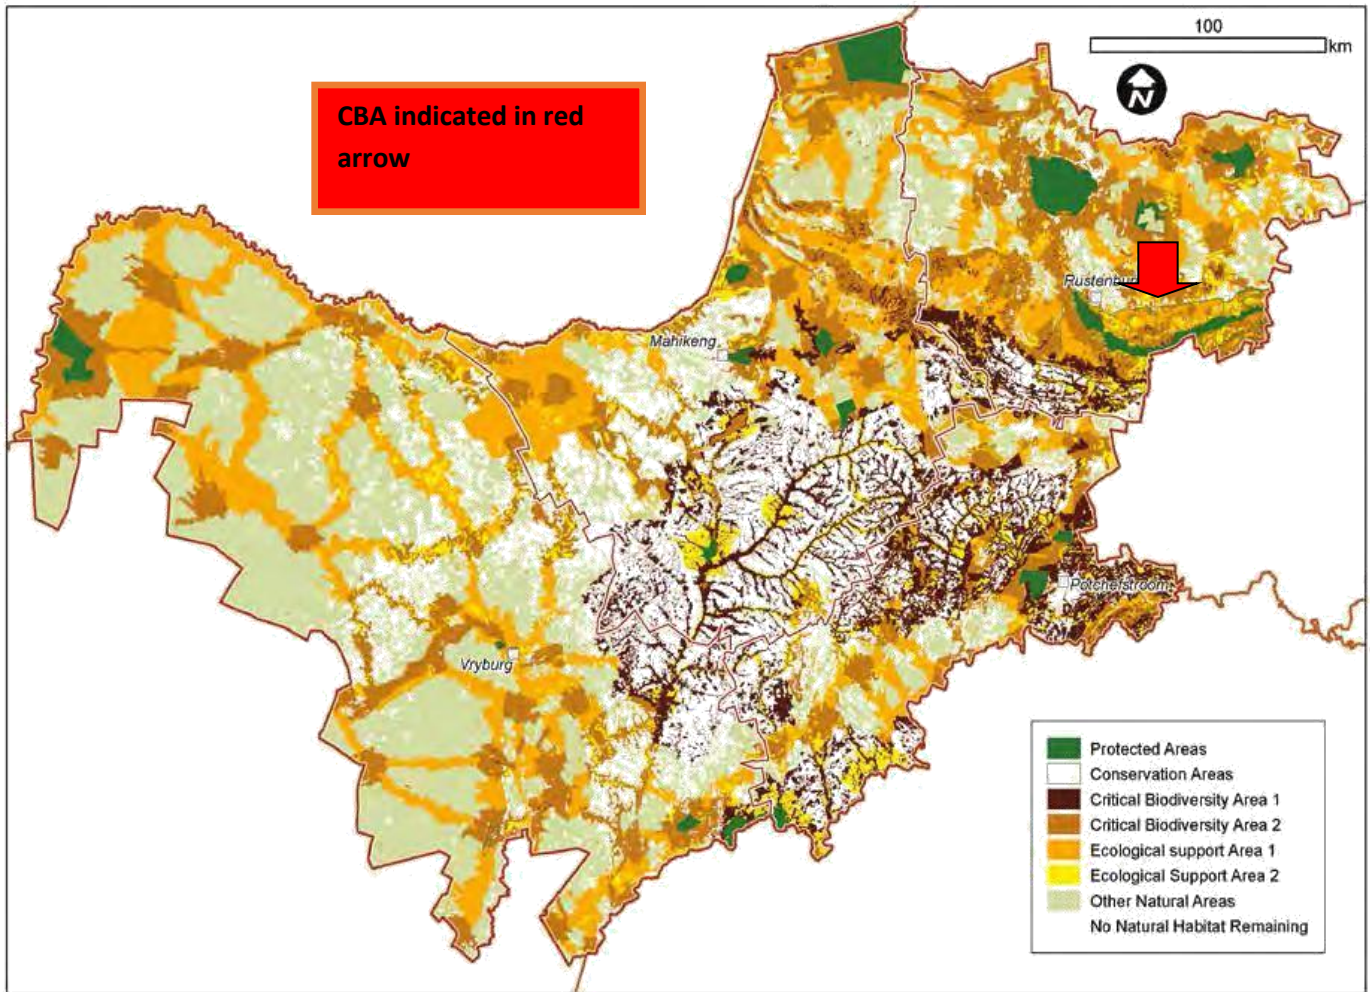 100
km
N
CBA indicated in red
arrow
Mahikeng
Potchefstroom
Vryburg
Protected Areas
Conservation Areas
Critical Biodiversity Area 1
Critical Biodiversity Area 2
Ecological support Area 1
Ecological Support Area 2
Other Natural Areas
No Natural Habitat Remaining